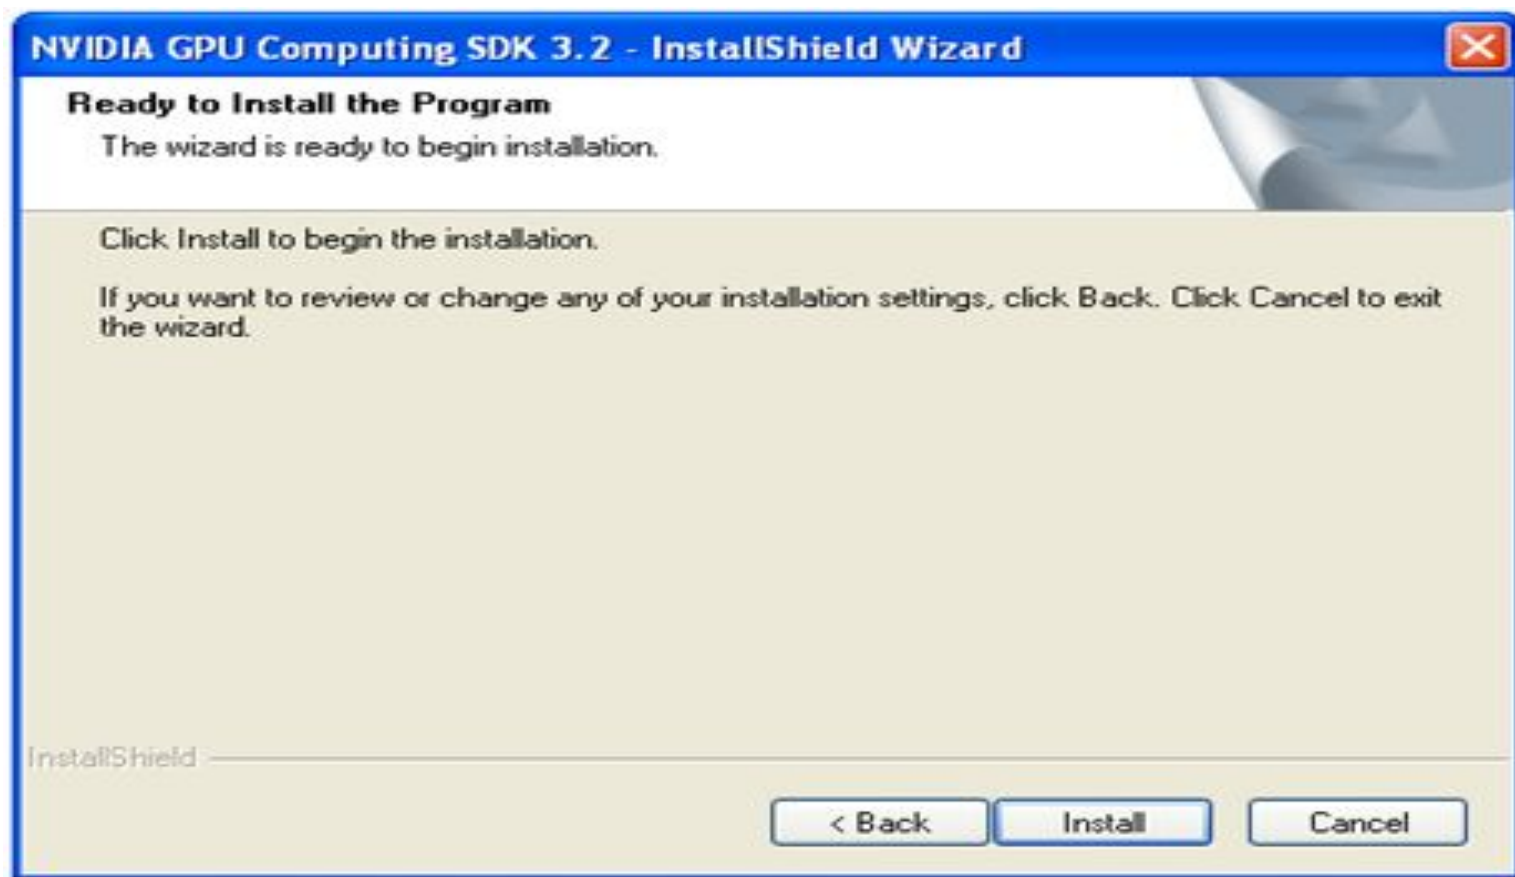 NVIDIA GPU Computing SDK 3.2 - InstallShield Wizard
Ready to Install the Program
The wizard is ready to begin installation.
Click Install to begin the installation.
If you want to review or change any of your installation settings, click Back. Click Cancel to exit
the wizard.
InstallShield
< Back Install Cancel